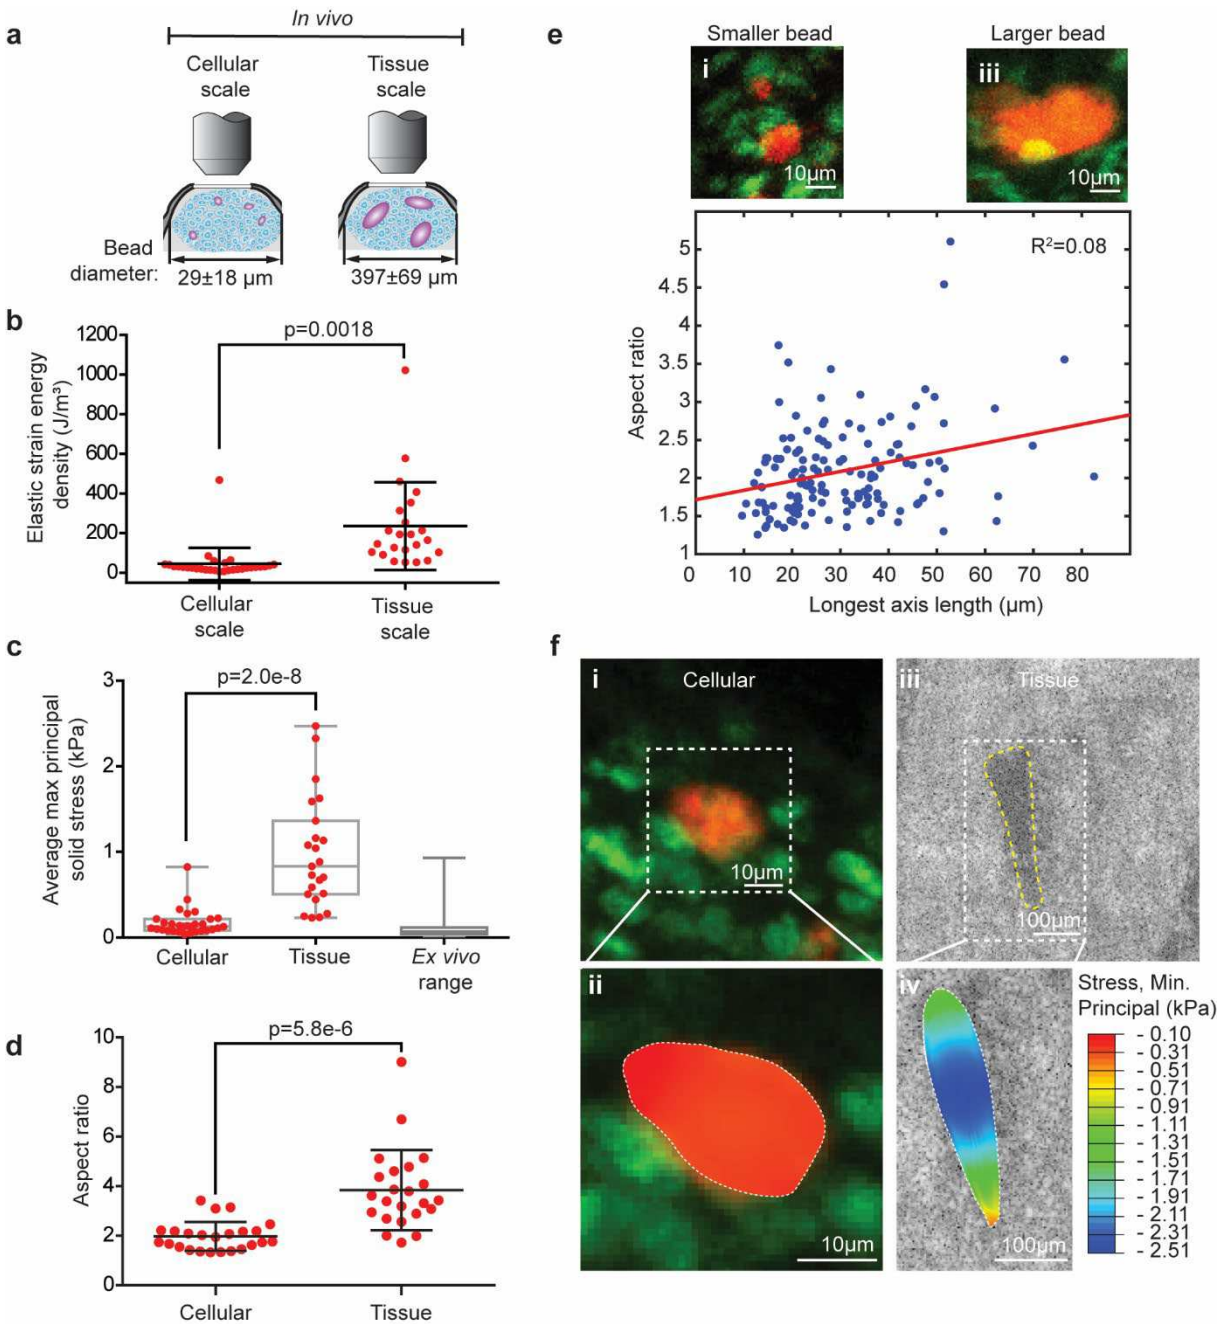 a
In vivo
Cellular
scale
Tissue
scale
Bead
diameter:
29±18 µm
397±69 µm
b
p=0.0018
Elastic strain energy
density (J/m³)
1200
1000
800
600
400
200
0
Cellular
scale
Tissue
scale
c
p=2.0e-8
Average max principal
solid stress (kPa)
3
2
1
0
Cellular
Tissue
Ex vivo
range
d
p=5.8e-6
Aspect ratio
10
8
6
4
2
0
Cellular
Tissue
e
Smaller bead
Larger bead
i
10µm
iii
10µm
R²=0.08
Aspect ratio
5
4.5
4
3.5
3
2.5
2
1.5
1
0 10 20 30 40 50 60 70 80
Longest axis length (µm)
f
i
Cellular
10µm
iii
Tissue
100µm
ii
10µm
iv
100µm
Stress, Min.
Principal (kPa)
- 0.10
- 0.31
- 0.51
- 0.71
- 0.91
- 1.11
- 1.31
- 1.51
- 1.71
- 1.91
- 2.11
- 2.31
- 2.51